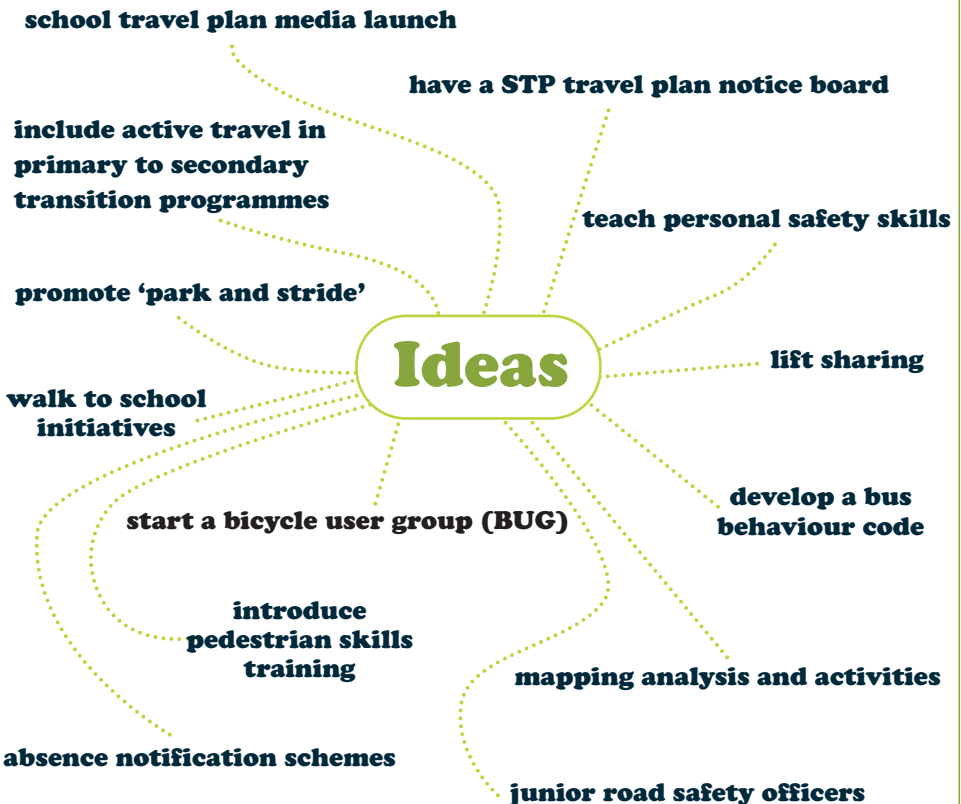 school travel plan media launch
have a STP travel plan notice board
include active travel in
primary to secondary
transition programmes
teach personal safety skills
promote ‘park and stride’
Ideas
lift sharing
walk to school
initiatives
develop a bus
behaviour code
start a bicycle user group (BUG)
introduce
pedestrian skills
training
mapping analysis and activities
absence notification schemes
junior road safety officers